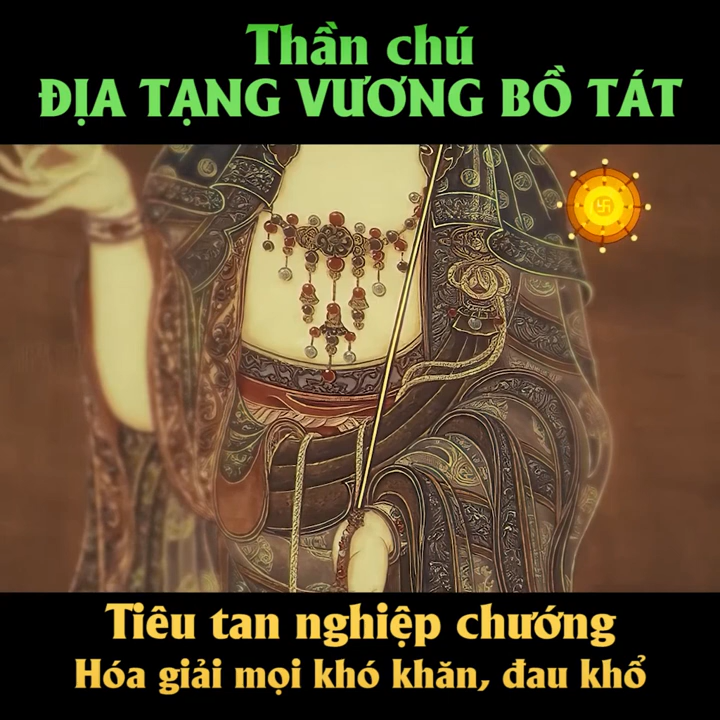 Thần chú
ĐỊA TẠNG VƯƠNG BỒ TÁT
Tiêu tan nghiệp chướng
Hóa giải mọi khó khăn, đau khổ